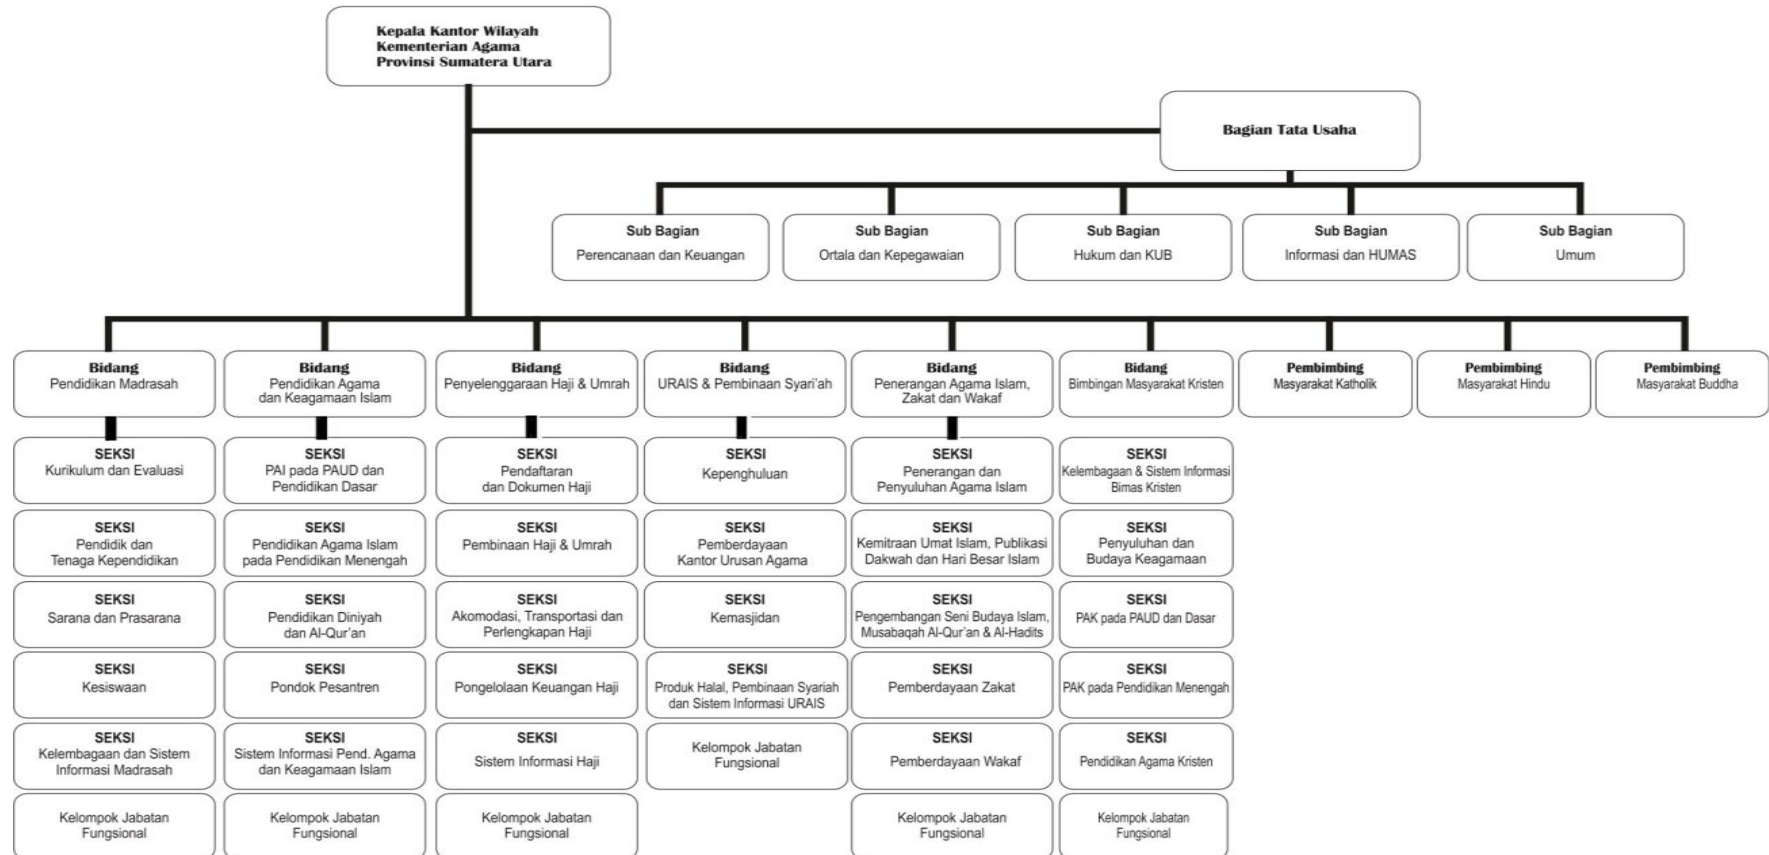 Kepala Kantor Wilayah
Kementerian Agama
Provinsi Sumatera Utara
Bagian Tata Usaha
Sub Bagian
Perencanaan dan Keuangan
Sub Bagian
Ortala dan Kepegawaian
Sub Bagian
Hukum dan KUB
Sub Bagian
Informasi dan HUMAS
Sub Bagian
Umum
Bidang
Pendidikan Madrasah
Bidang
Pendidikan Agama
dan Keagamaan Islam
Bidang
Penyelenggaraan Haji & Umrah
Bidang
URAIS & Pembinaan Syari'ah
Bidang
Penerangan Agama Islam,
Zakat dan Wakaf
Bidang
Bimbingan Masyarakat Kristen
Pembimbing
Masyarakat Katholik
Pembimbing
Masyarakat Hindu
Pembimbing
Masyarakat Buddha
SEKSI
Kurikulum dan Evaluasi
SEKSI
PAI pada PAUD dan
Pendidikan Dasar
SEKSI
Pendaftaran
dan Dokumen Haji
SEKSI
Kepenghuluan
SEKSI
Penerangan dan
Penyuluhan Agama Islam
SEKSI
Kelembagaan & Sistem Informasi
Bimas Kristen
SEKSI
Pendidik dan
Tenaga Kependidikan
SEKSI
Pendidikan Agama Islam
pada Pendidikan Menengah
SEKSI
Pembinaan Haji & Umrah
SEKSI
Pemberdayaan
Kantor Urusan Agama
SEKSI
Kemitraan Umat Islam, Publikasi
Dakwah dan Hari Besar Islam
SEKSI
Penyuluhan dan
Budaya Keagamaan
SEKSI
Sarana dan Prasarana
SEKSI
Pendidikan Diniyah
dan Al-Qur'an
SEKSI
Akomodasi, Transportasi dan
Perlengkapan Haji
SEKSI
Kemasjidan
SEKSI
Pengembangan Seni Budaya Islam,
Musabaqah Al-Qur'an & Al-Hadits
SEKSI
PAK pada PAUD dan Dasar
SEKSI
Kesiswaan
SEKSI
Pondok Pesantren
SEKSI
Pongelolaan Keuangan Haji
SEKSI
Produk Halal, Pembinaan Syariah
dan Sistem Informasi URAIS
SEKSI
Pemberdayaan Zakat
SEKSI
PAK pada Pendidikan Menengah
SEKSI
Kelembagaan dan Sistem
Informasi Madrasah
SEKSI
Sistem Informasi Pend. Agama
dan Keagamaan Islam
SEKSI
Sistem Informasi Haji
Kelompok Jabatan
Fungsional
SEKSI
Pemberdayaan Wakaf
SEKSI
Pendidikan Agama Kristen
Kelompok Jabatan
Fungsional
Kelompok Jabatan
Fungsional
Kelompok Jabatan
Fungsional
Kelompok Jabatan
Fungsional
Kelompok Jabatan
Fungsional